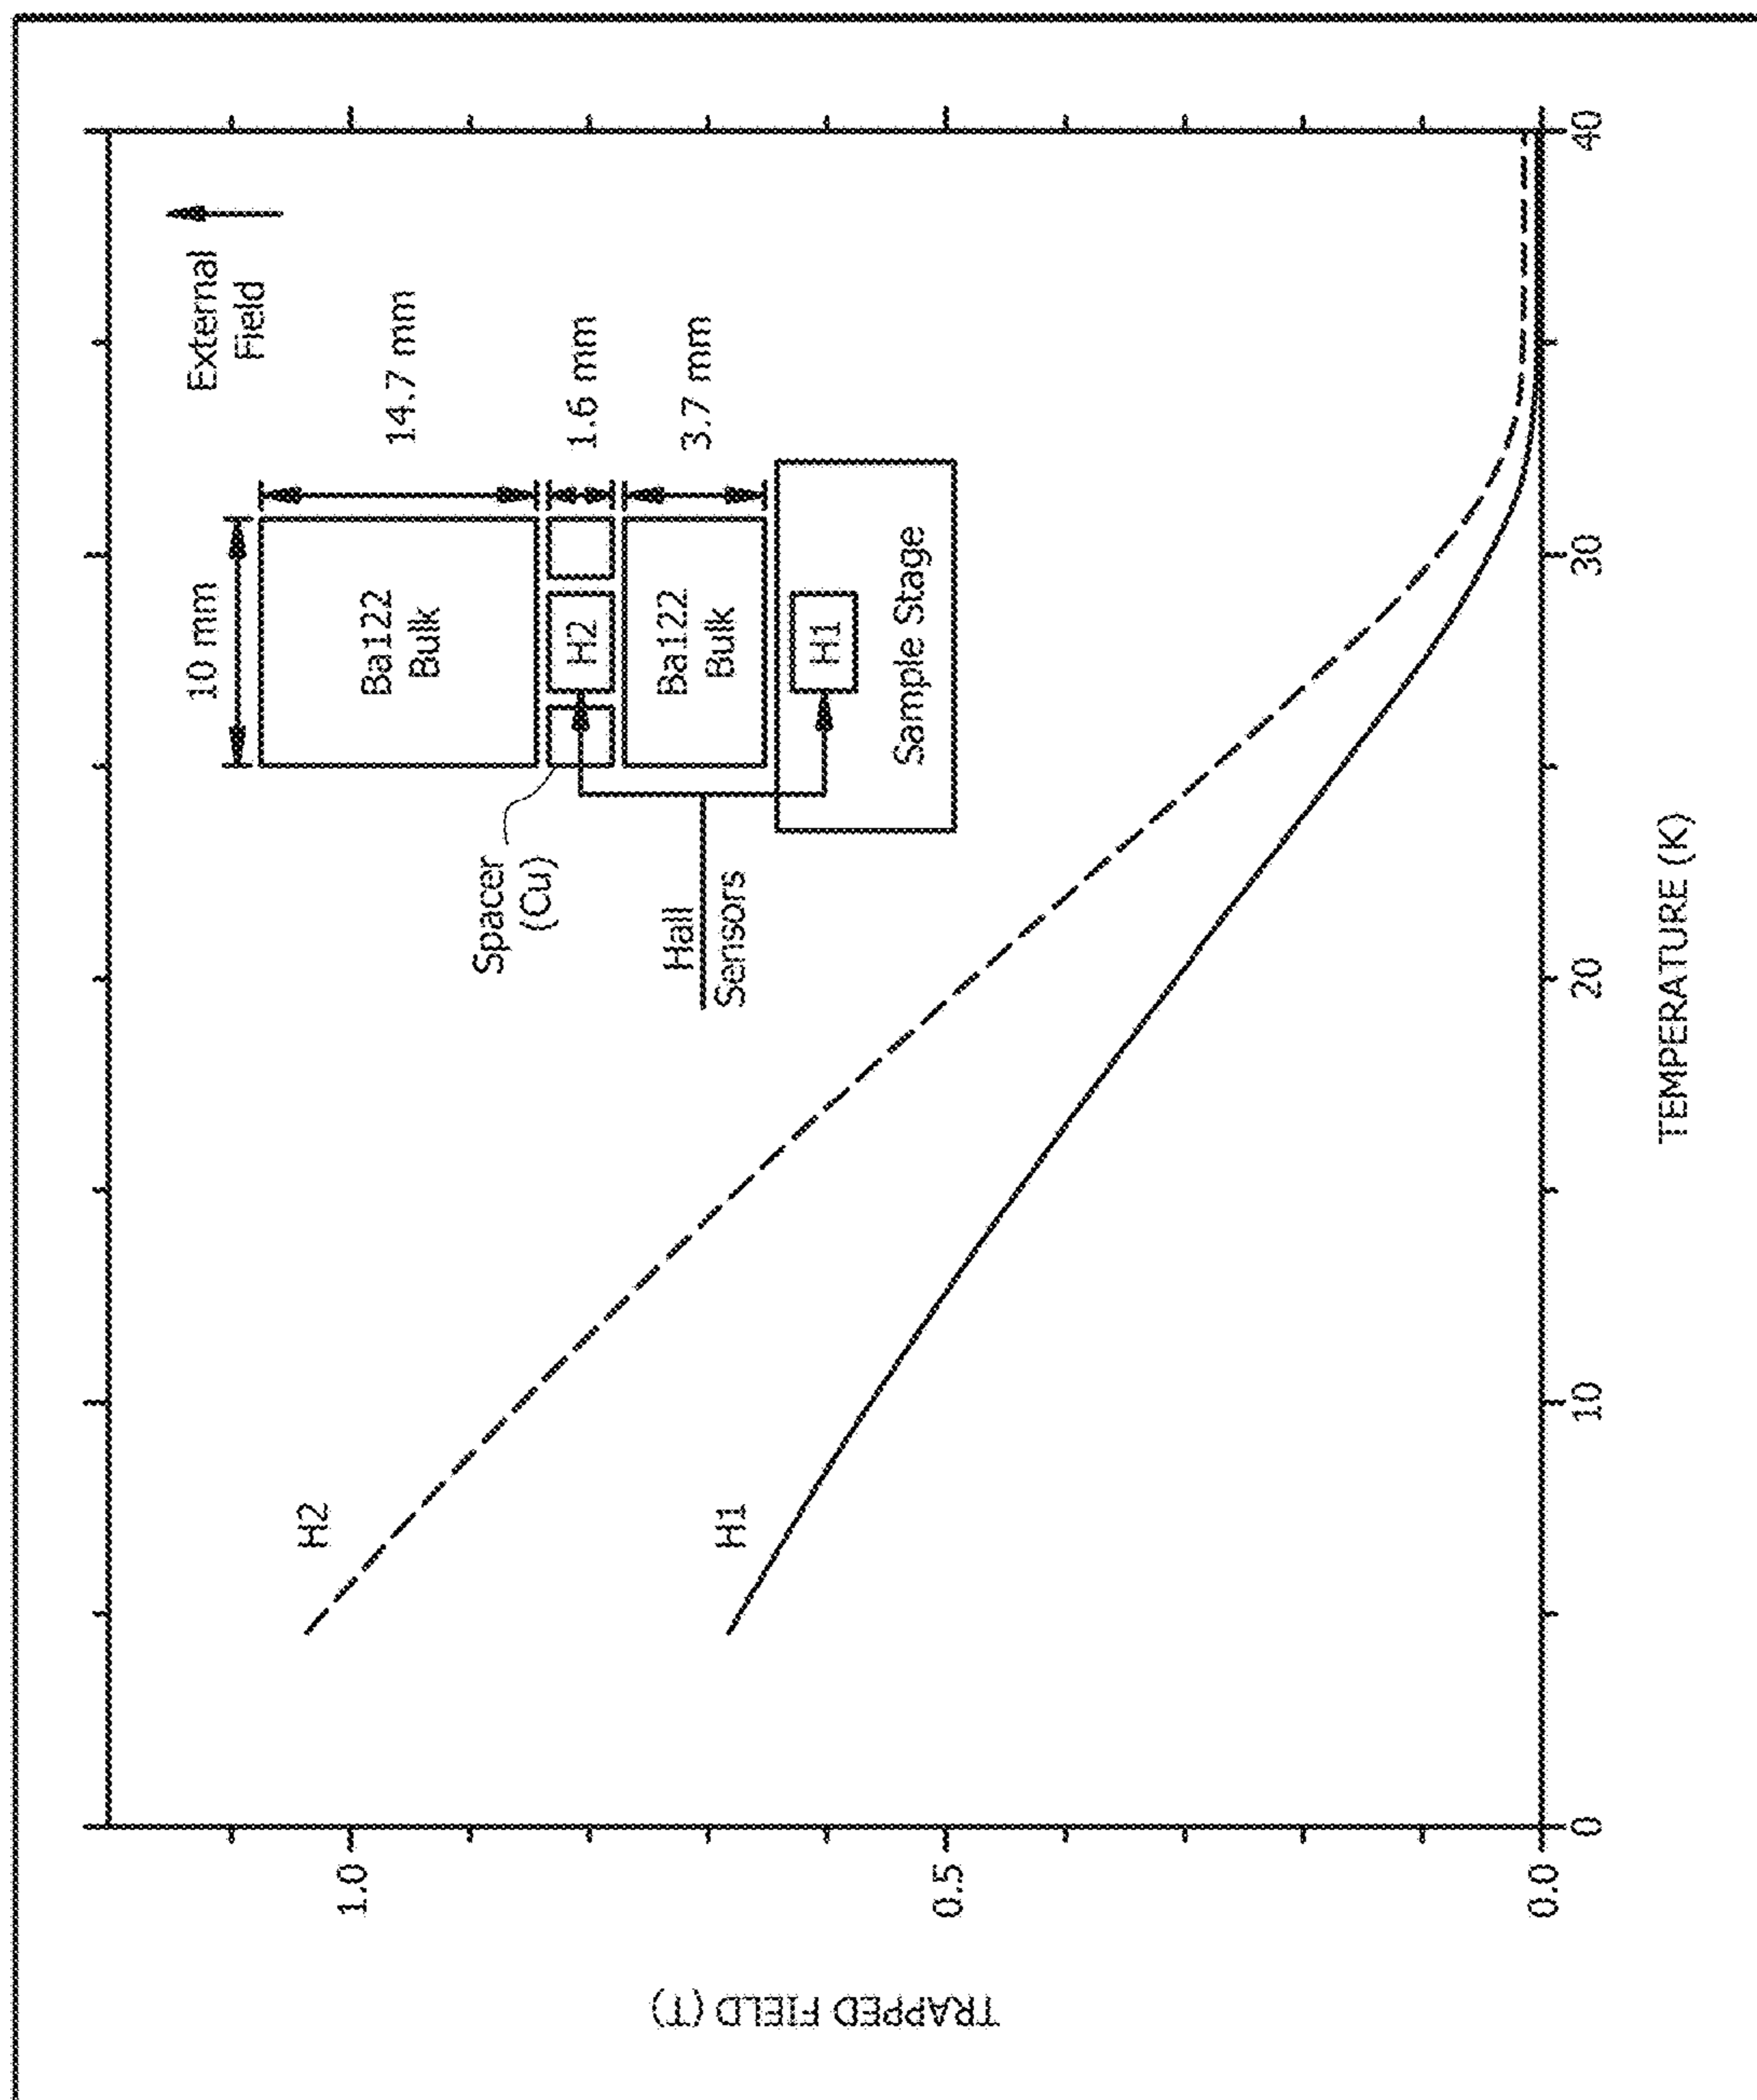 TRAPPED FIELD (T)
1.0
0.5
0.0
0
10
20
30
40
TEMPERATURE (K)
H2
H1
External
Field
10 mm
14.7 mm
1.6 mm
3.7 mm
Ba122
Bulk
H2
Ba122
Bulk
H1
Sample Stage
Spacer
(Cu)
Hall
Sensors